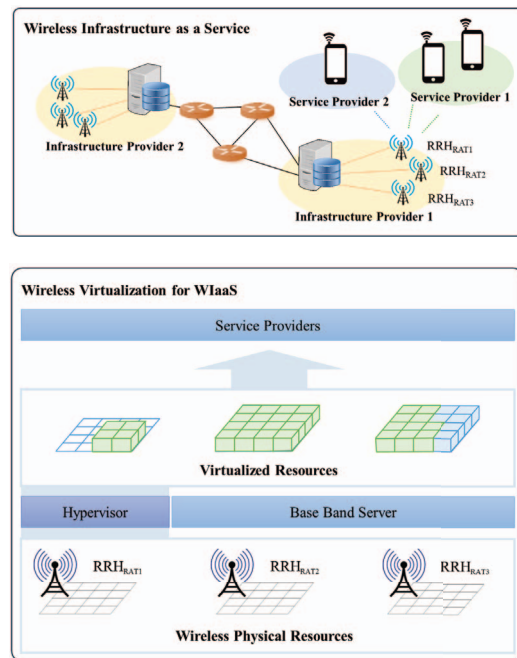 Wireless Infrastructure as a Service
Service Provider 2
Service Provider 1
Infrastructure Provider 2
RRHRAT1
RRHRAT2
RRHRAT3
Infrastructure Provider 1
Wireless Virtualization for WIaaS
Service Providers
Virtualized Resources
Hypervisor
Base Band Server
RRHRAT1
RRHRAT2
RRHRAT3
Wireless Physical Resources